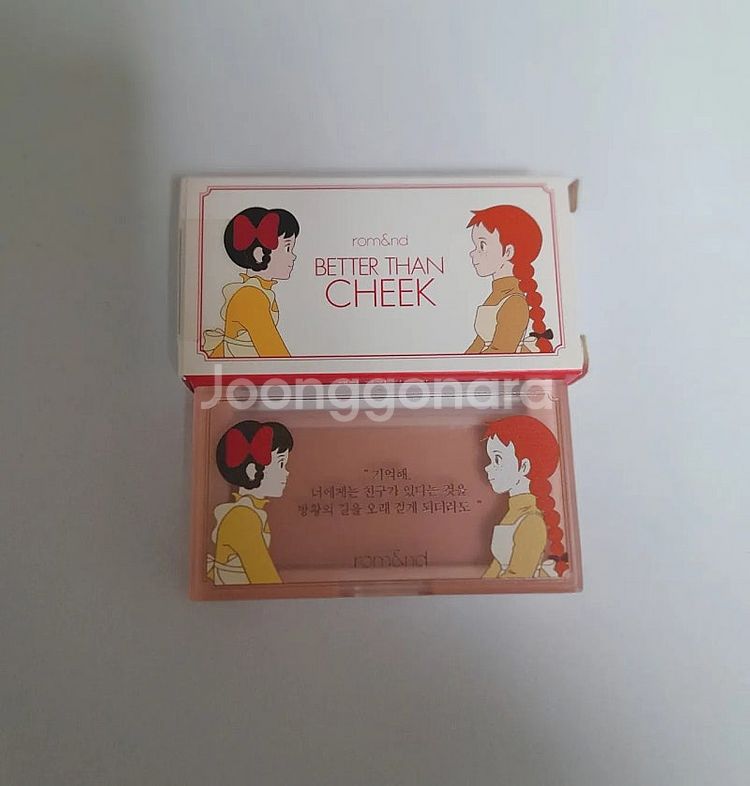 rom&nd
BETTER THAN
CHEEK
Joonggonara
" 기억해,
너에게는 친구가 있다는 것을
방황의 길을 오래 걷게 되더라도 "
rom&nd